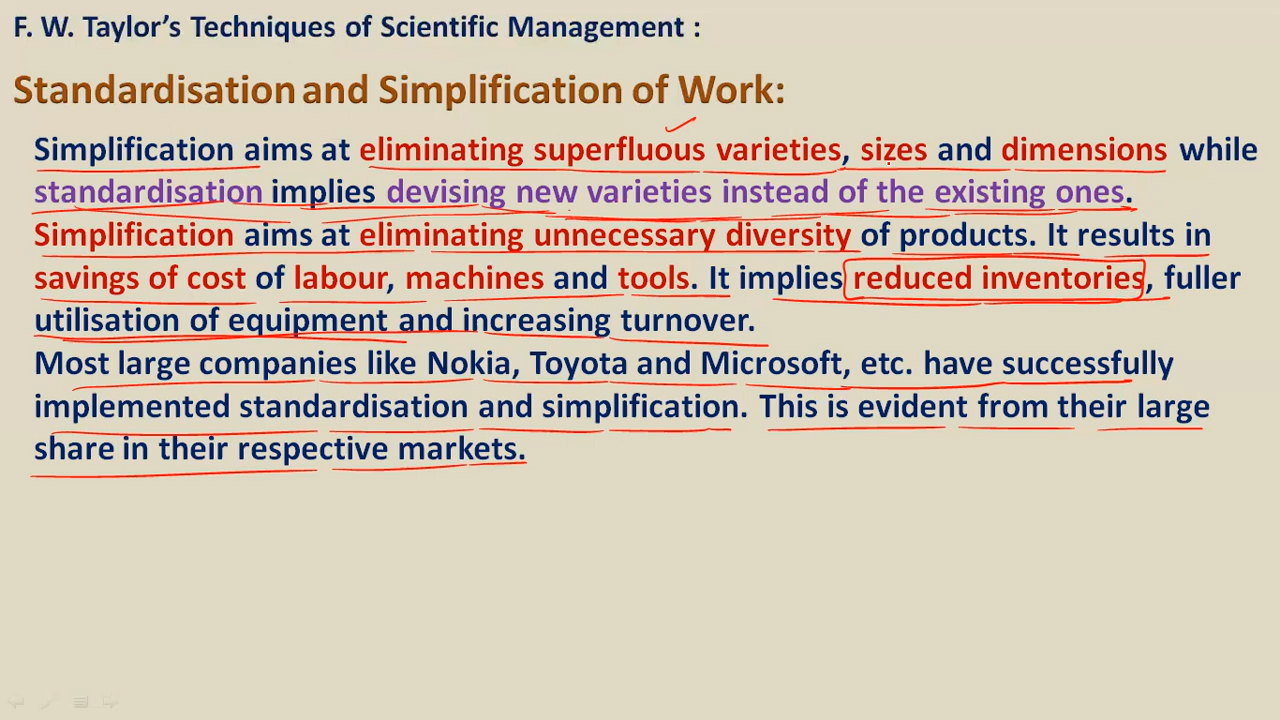 F. W. Taylor's Techniques of Scientific Management :
Standardisation and Simplification of Work:
Simplification aims at eliminating superfluous varieties, sizes and dimensions while
standardisation implies devising new varieties instead of the existing ones.
Simplification aims at eliminating unnecessary diversity of products. It results in
savings of cost of labour, machines and tools. It implies reduced inventories, fuller
utilisation of equipment and increasing turnover.
Most large companies like Nokia, Toyota and Microsoft, etc. have successfully
implemented standardisation and simplification. This is evident from their large
share in their respective markets.